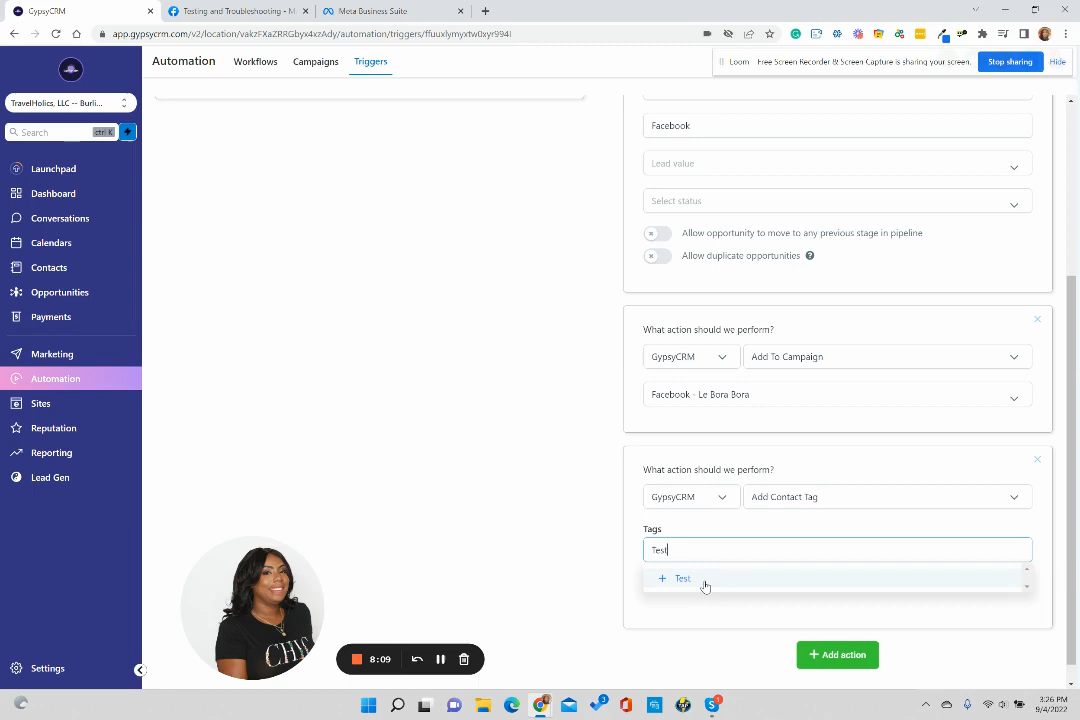 GypsyCRM
Testing and Troubleshooting - M
Meta Business Suite
app.gypsycrm.com/v2/location/vakzFXaZRRGbyx4xzAdy/automation/triggers/ffuuxlymyxtw0xyr994I
Automation
Workflows
Campaigns
Triggers
Loom
Free Screen Recorder & Screen Capture is sharing your screen.
Stop sharing
Hide
TravelHolics, LLC -- Burli...
Search
ctrl K
Launchpad
Dashboard
Conversations
Calendars
Contacts
Opportunities
Payments
Marketing
Automation
Sites
Reputation
Reporting
Lead Gen
Settings
Facebook
Lead value
Select status
Allow opportunity to move to any previous stage in pipeline
Allow duplicate opportunities
What action should we perform?
GypsyCRM
Add To Campaign
Facebook - Le Bora Bora
What action should we perform?
GypsyCRM
Add Contact Tag
Tags
Test
+ Test
+ Add action
CHIC
8:09
3:26 PM
9/4/2022